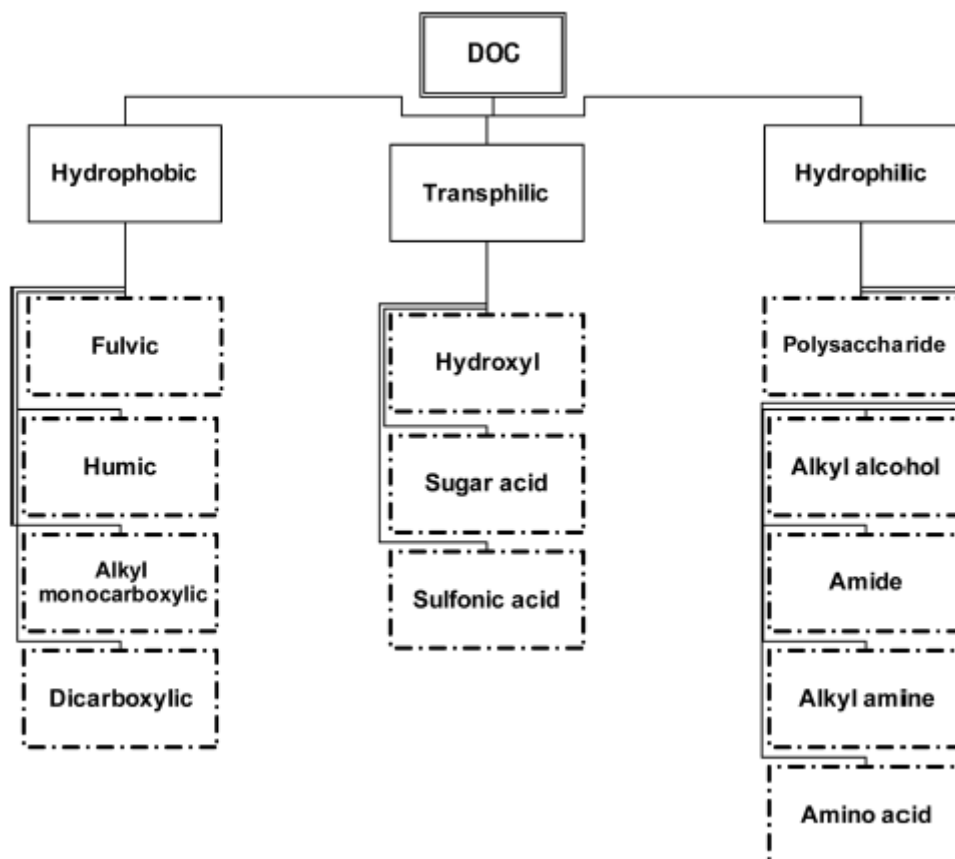 DOC
Hydrophobic
Transphilic
Hydrophilic
Fulvic
Humic
Alkyl
monocarboxylic
Dicarboxylic
Hydroxyl
Sugar acid
Sulfonic acid
Polysaccharide
Alkyl alcohol
Amide
Alkyl amine
Amino acid